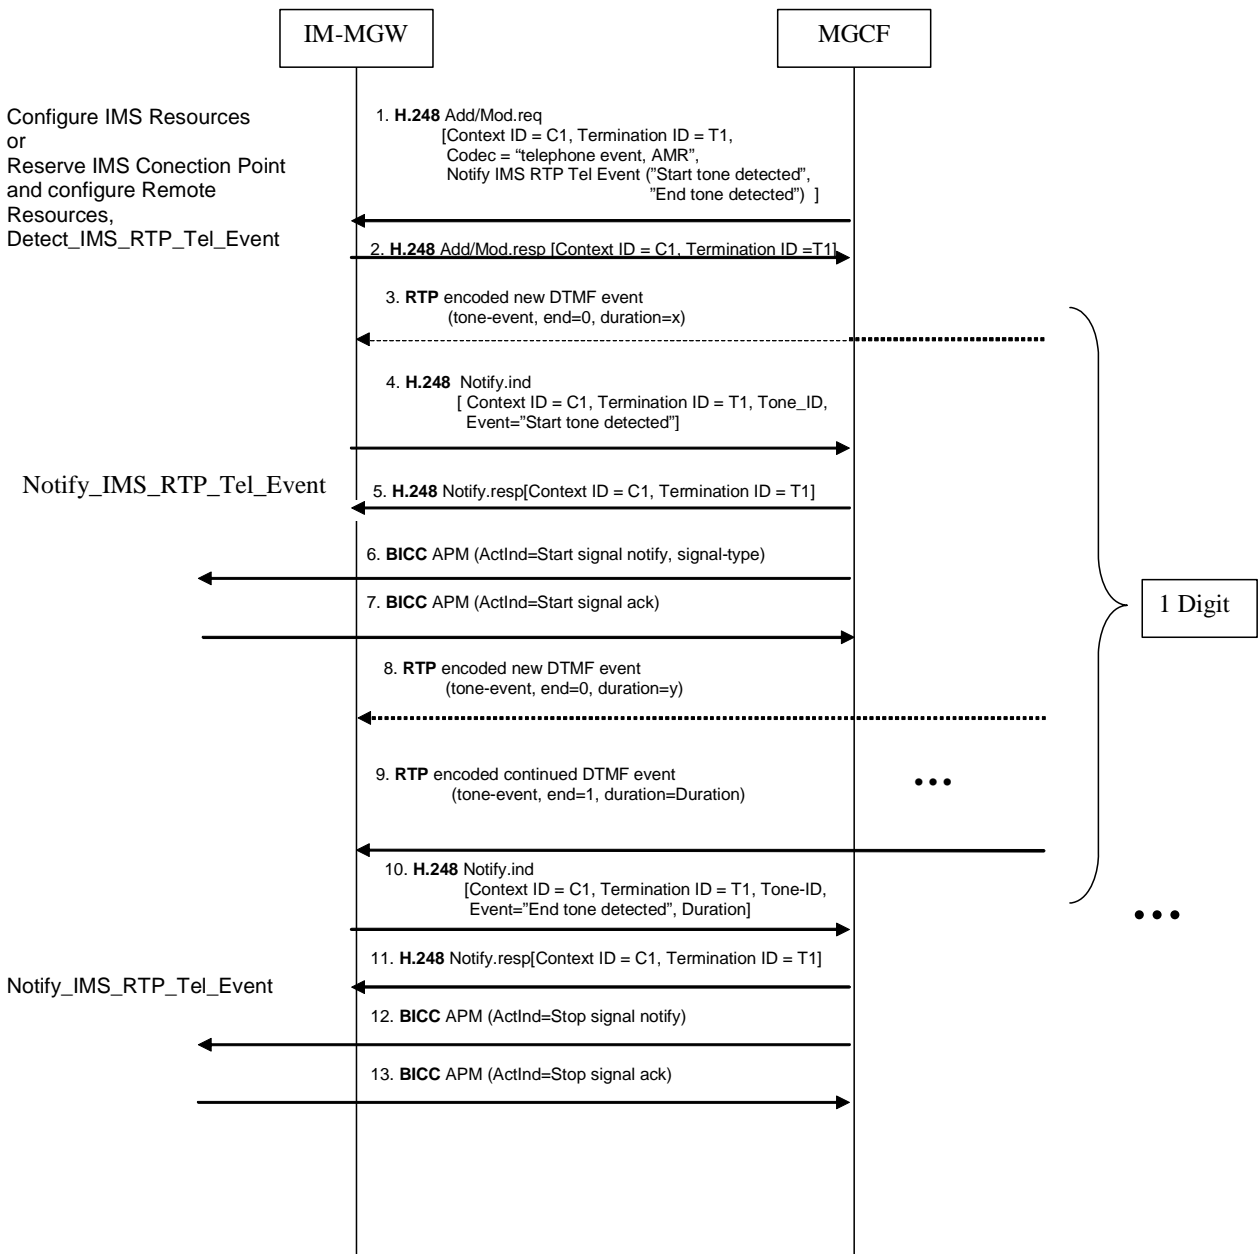 IM-MGW
MGCF
Configure IMS Resources
or
Reserve IMS Conection Point
and configure Remote
Resources,
Detect_IMS_RTP_Tel_Event
1. H.248 Add/Mod.req
[Context ID = C1, Termination ID = T1,
Codec = “telephone event, AMR”,
Notify IMS RTP Tel Event (”Start tone detected”,
”End tone detected”) ]
2. H.248 Add/Mod.resp [Context ID = C1, Termination ID =T1]
3. RTP encoded new DTMF event
(tone-event, end=0, duration=x)
4. H.248 Notify.ind
[ Context ID = C1, Termination ID = T1, Tone_ID,
Event=”Start tone detected”]
Notify_IMS_RTP_Tel_Event
5. H.248 Notify.resp[Context ID = C1, Termination ID = T1]
6. BICC APM (ActInd=Start signal notify, signal-type)
7. BICC APM (ActInd=Start signal ack)
1 Digit
8. RTP encoded new DTMF event
(tone-event, end=0, duration=y)
9. RTP encoded continued DTMF event
(tone-event, end=1, duration=Duration)
...
10. H.248 Notify.ind
[Context ID = C1, Termination ID = T1, Tone-ID,
Event=”End tone detected”, Duration]
...
11. H.248 Notify.resp[Context ID = C1, Termination ID = T1]
Notify_IMS_RTP_Tel_Event
12. BICC APM (ActInd=Stop signal notify)
13. BICC APM (ActInd=Stop signal ack)